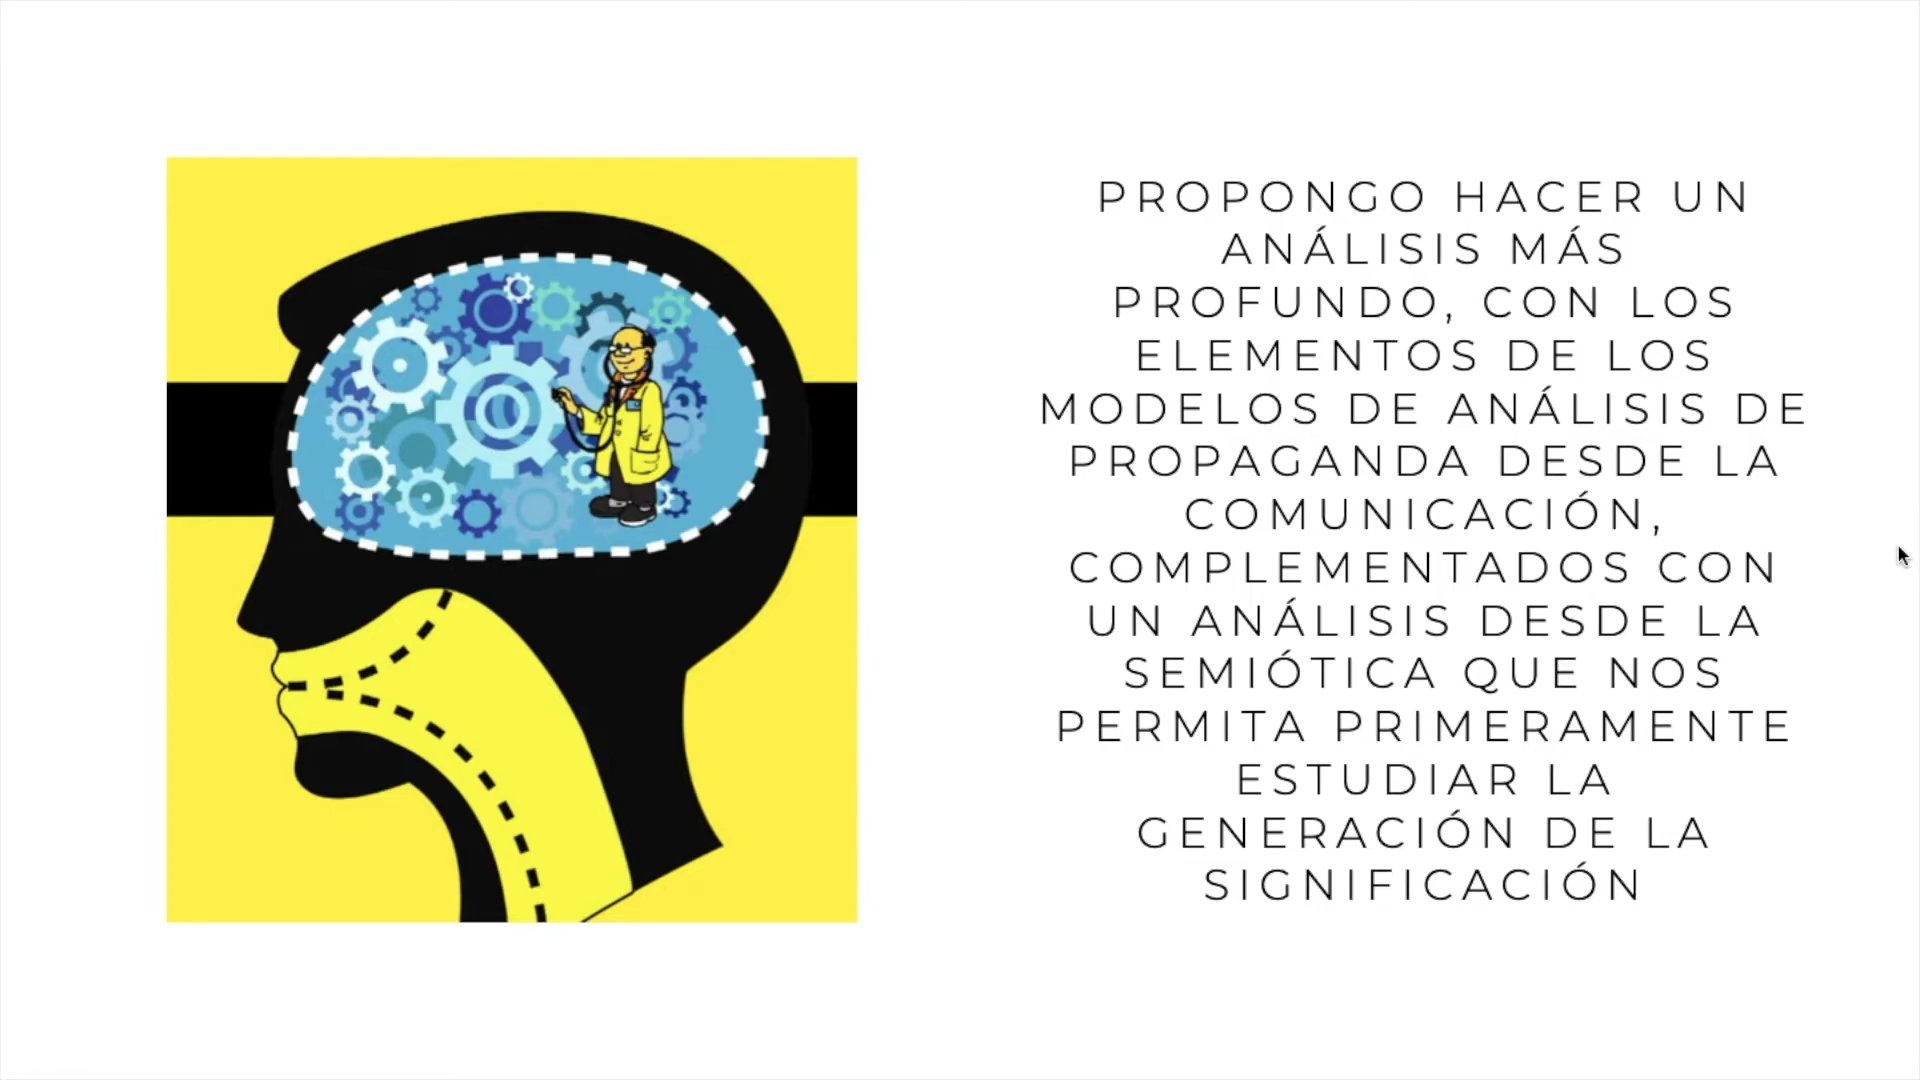 PROPONGO HACER UN
ANÁLISIS MÁS
PROFUNDO, CON LOS
ELEMENTOS DE LOS
MODELOS DE ANÁLISIS DE
PROPAGANDA DESDE LA
COMUNICACIÓN,
COMPLEMENTADOS CON
UN ANÁLISIS DESDE LA
SEMIÓTICA QUE NOS
PERMITA PRIMERAMENTE
ESTUDIAR LA
GENERACIÓN DE LA
SIGNIFICACIÓN